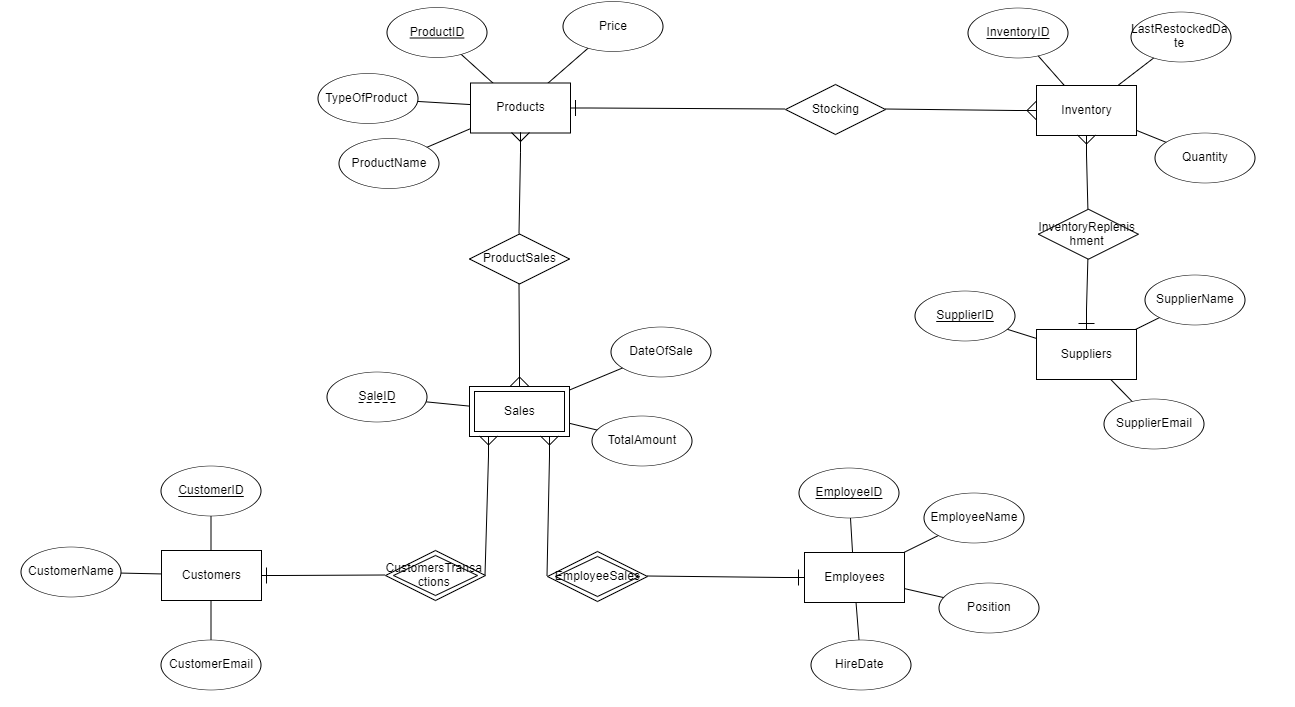 ProductID
Price
InventoryID
LastRestockedDa
te
TypeOfProduct
Products
Stocking
Inventory
ProductName
Quantity
InventoryReplenis
hment
ProductSales
SupplierID
SupplierName
Suppliers
DateOfSale
SaleID
Sales
SupplierEmail
TotalAmount
CustomerID
EmployeeID
EmployeeName
CustomerName
Customers
CustomersTransa
ctions
EmployeeSales
Employees
Position
CustomerEmail
HireDate